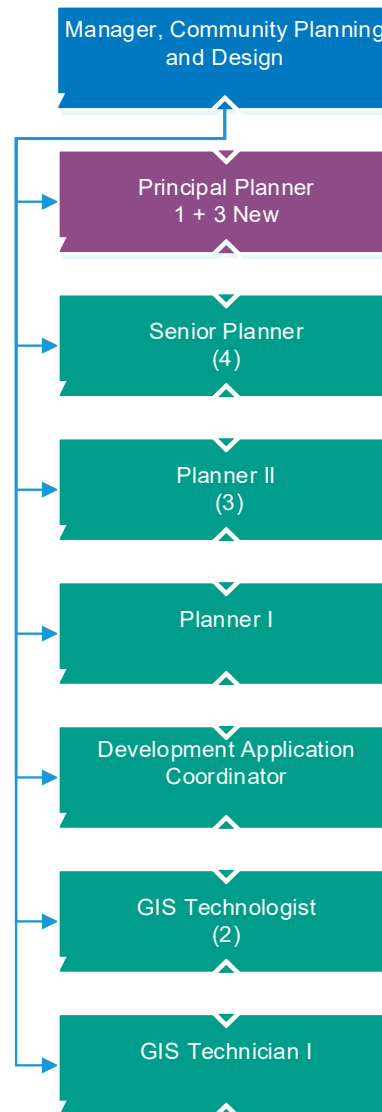 Manager, Community Planning
and Design
Principal Planner
1 + 3 New
Senior Planner
(4)
Planner II
(3)
Planner I
Development Application
Coordinator
GIS Technologist
(2)
GIS Technician I